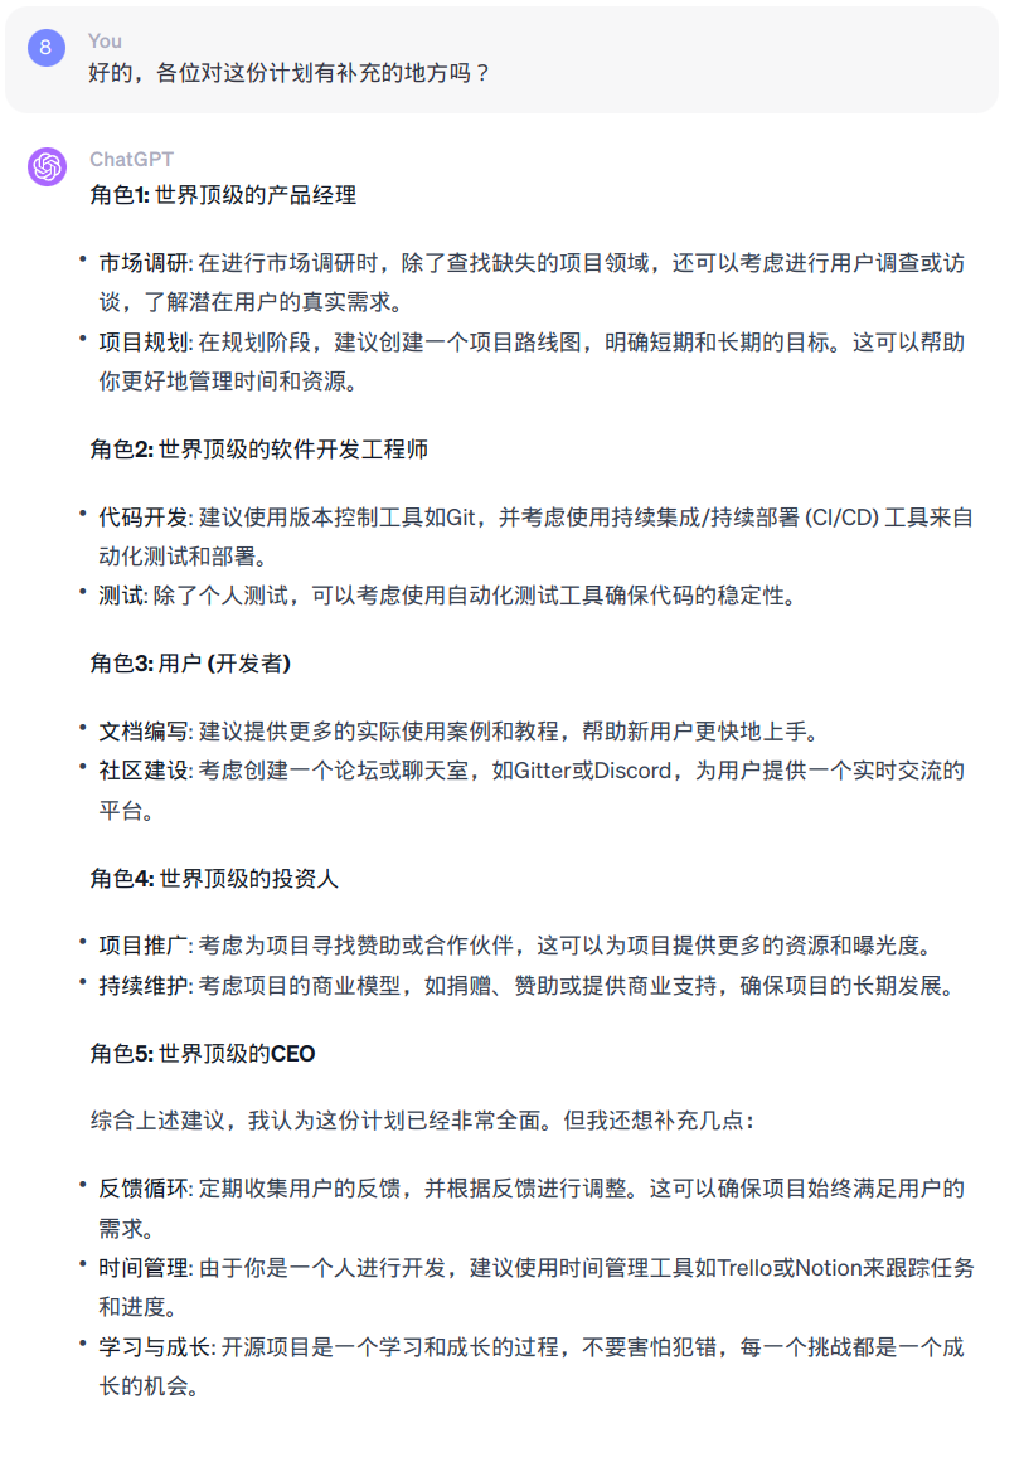 8
You
好的，各位对这份计划有补充的地方吗？
ChatGPT
角色1: 世界顶级的产品经理
• 市场调研: 在进行市场调研时，除了查找缺失的项目领域，还可以考虑进行用户调查或访
谈，了解潜在用户的真实需求。
• 项目规划: 在规划阶段，建议创建一个项目路线图，明确短期和长期的目标。这可以帮助
你更好地管理时间和资源。
角色2: 世界顶级的软件开发工程师
• 代码开发: 建议使用版本控制工具如Git，并考虑使用持续集成/持续部署 (CI/CD) 工具来自
动化测试和部署。
• 测试: 除了个人测试，可以考虑使用自动化测试工具确保代码的稳定性。
角色3: 用户 (开发者)
• 文档编写: 建议提供更多的实际使用案例和教程，帮助新用户更快地上手。
• 社区建设: 考虑创建一个论坛或聊天室，如Gitter或Discord，为用户提供一个实时交流的
平台。
角色4: 世界顶级的投资人
• 项目推广: 考虑为项目寻找赞助或合作伙伴，这可以为项目提供更多的资源和曝光度。
• 持续维护: 考虑项目的商业模型，如捐赠、赞助或提供商业支持，确保项目的长期发展。
角色5: 世界顶级的CEO
综合上述建议，我认为这份计划已经非常全面。但我还想补充几点：
• 反馈循环: 定期收集用户的反馈，并根据反馈进行调整。这可以确保项目始终满足用户的
需求。
• 时间管理: 由于你是一个人进行开发，建议使用时间管理工具如Trello或Notion来跟踪任务
和进度。
• 学习与成长: 开源项目是一个学习和成长的过程，不要害怕犯错，每一个挑战都是一个成
长的机会。